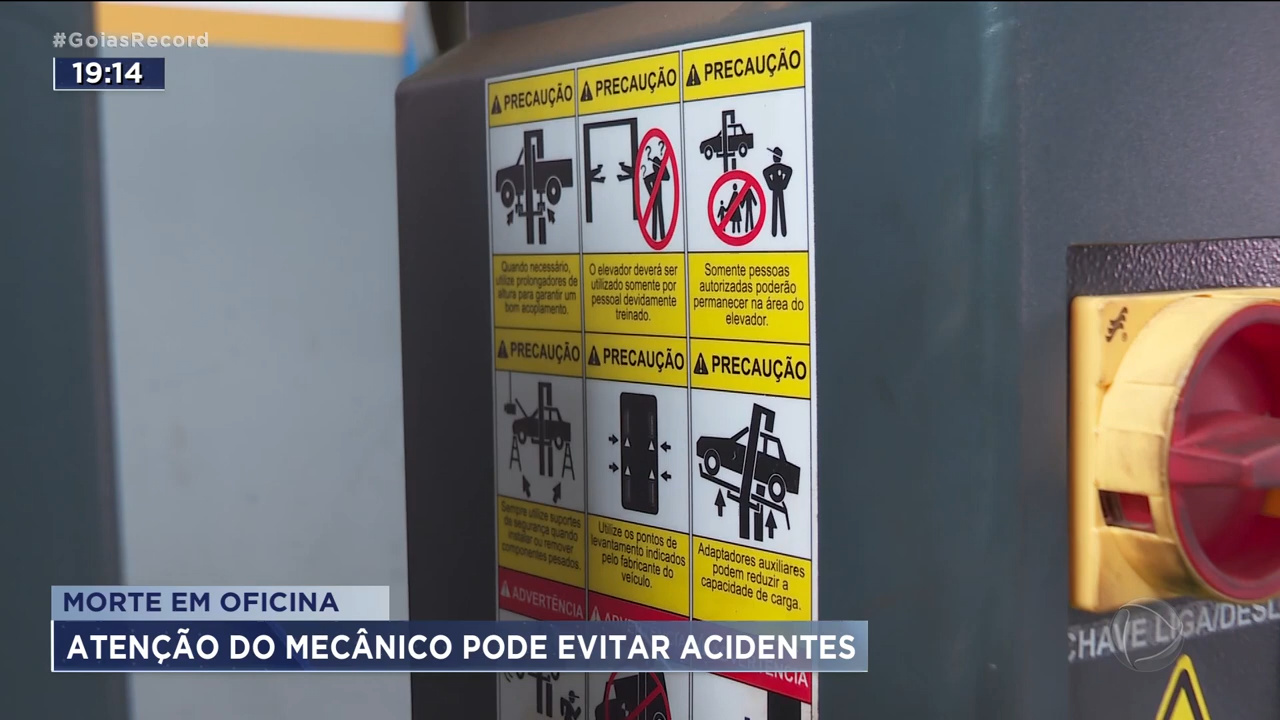 #GoiasRecord
19:14
PRECAUÇÃO
Quando necessário,
utilize prolongadores de
altura para garantir um
bom acoplamento.
PRECAUÇÃO
O elevador deverá ser
utilizado somente por
pessoal devidamente
treinado.
PRECAUÇÃO
Somente pessoas
autorizadas poderão
permanecer na área do
elevador.
PRECAUÇÃO
Sempre utilize suportes
de segurança quando
instalar ou remover
componentes pesados.
PRECAUÇÃO
Utilize os pontos de
levantamento indicados
pelo fabricante do
veículo.
PRECAUÇÃO
Adaptadores auxiliares
podem reduzir a
capacidade de carga.
ADVERTÊNCIA
CHAVE LIGA/DESL
MORTE EM OFICINA
ATENÇÃO DO MECÂNICO PODE EVITAR ACIDENTES